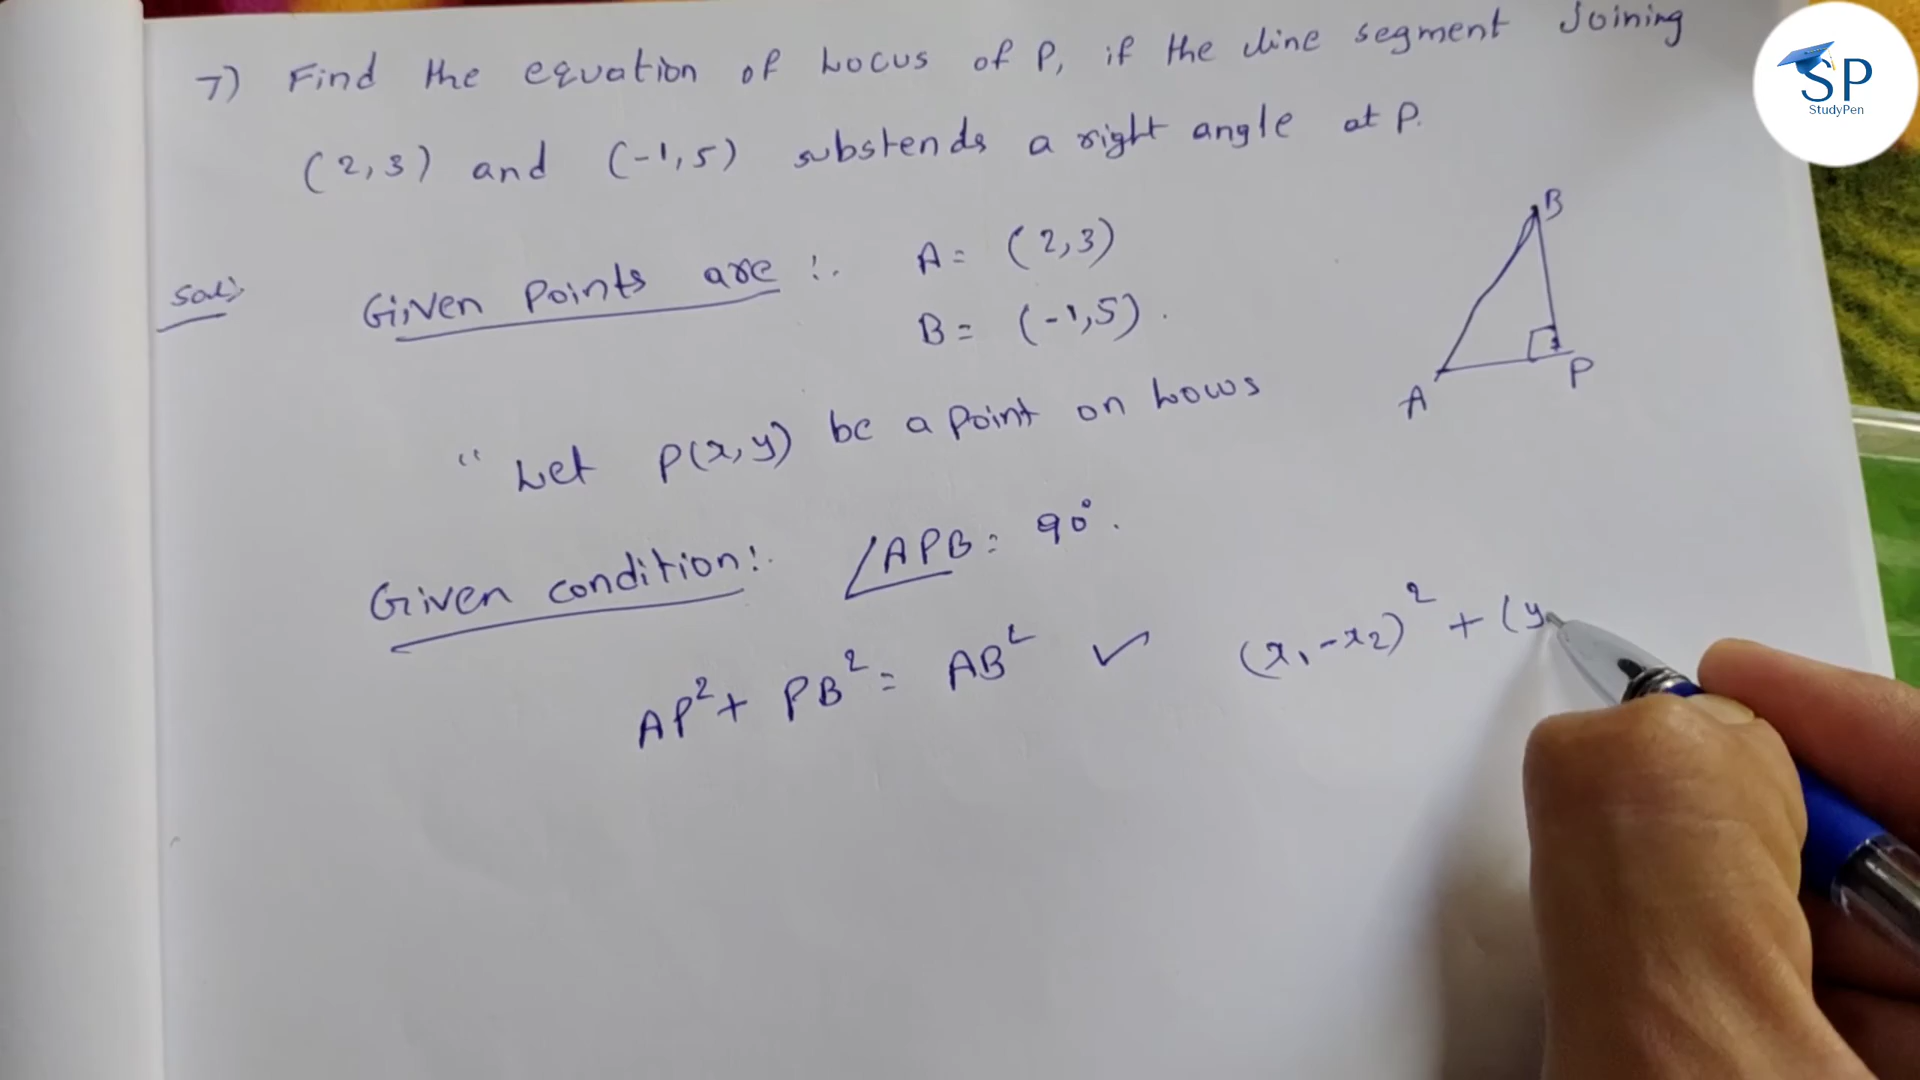 7) Find the equation of Locus of P, if the line segment Joining
(2,3) and (-1,5) substends a right angle at P.
Sol:
Given Points are :. A = (2,3)
B = (-1,5).
"Let P(x,y) be a Point on Locus
Given condition:. ∠APB = 90°.
AP²+ PB² = AB² ✓ (x₁-x₂)² + (y
B
A
P
SP
StudyPen